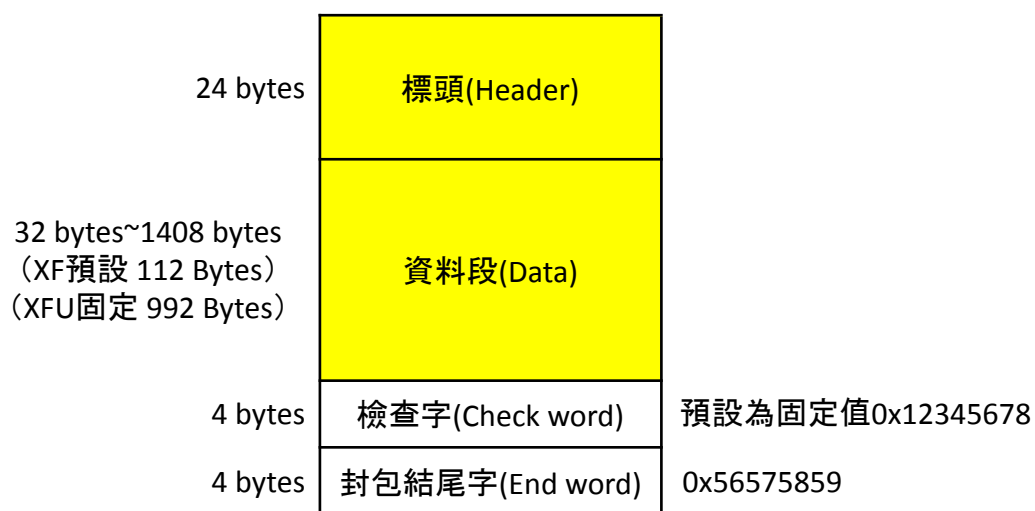 24 bytes
標頭(Header)
32 bytes~1408 bytes
（XF預設 112 Bytes）
（XFU固定 992 Bytes）
資料段(Data)
4 bytes
檢查字(Check word)
預設為固定值0x12345678
4 bytes
封包結尾字(End word)
0x56575859